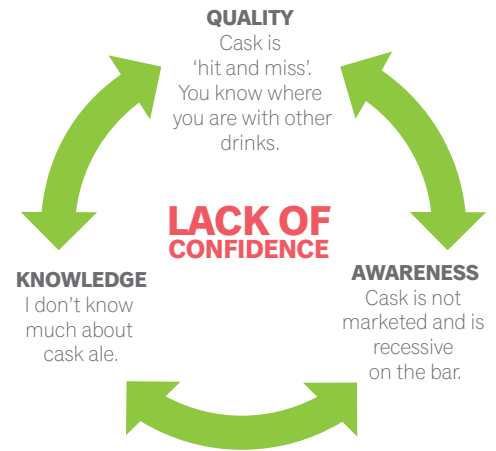 QUALITY
Cask is
‘hit and miss’.
You know where
you are with other
drinks.
LACK OF
CONFIDENCE
KNOWLEDGE
I don’t know
much about
cask ale.
AWARENESS
Cask is not
marketed and is
recessive
on the bar.